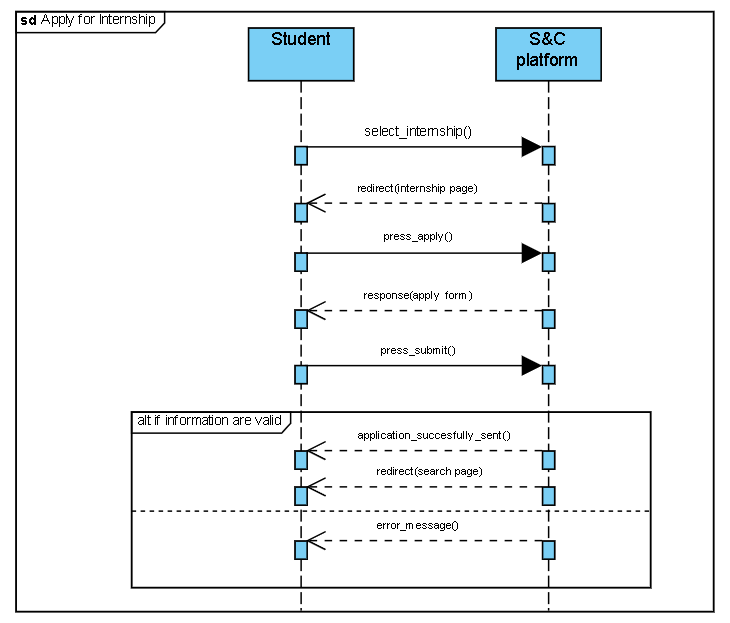 sd Apply for Internship
Student
S&C
platform
select_internship()
redirect(internship page)
press_apply()
response(apply form)
press_submit()
alt if information are valid
application_succesfully_sent()
redirect(search page)
error_message()